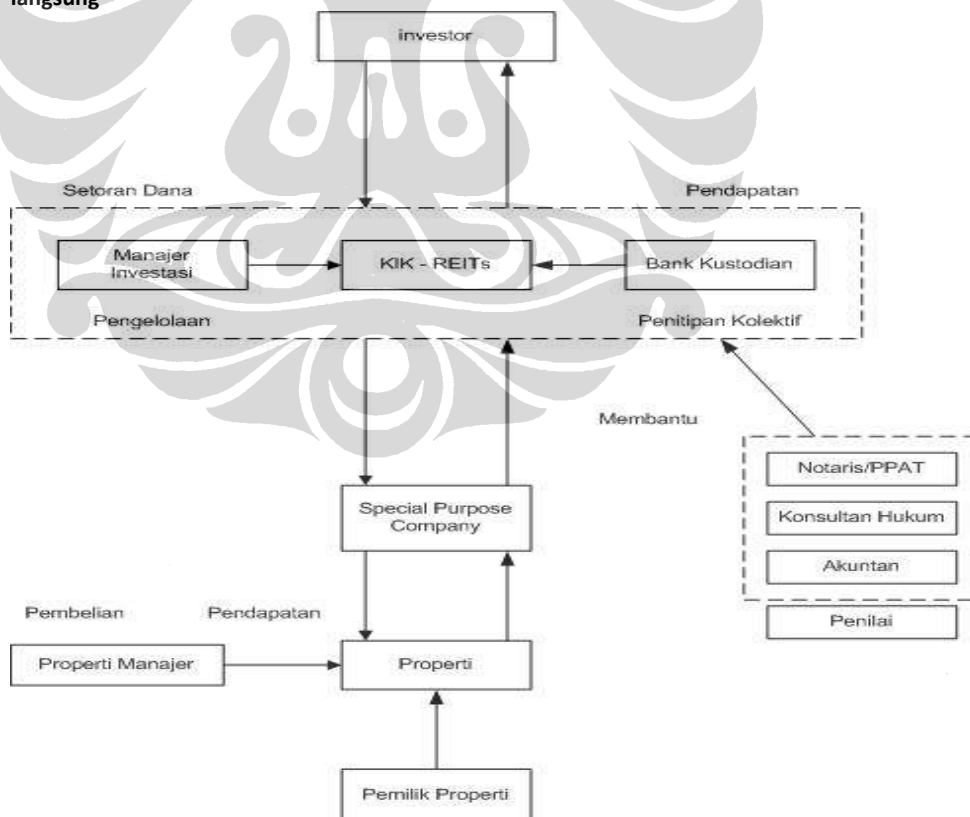 langsung
investor
Setoran Dana
Pendapatan
Manajer
Investasi
KIK - REITs
Bank Kustodian
Pengelolaan
Penitipan Kolektif
Membantu
Notaris/PPAT
Special Purpose
Company
Konsultan Hukum
Akuntan
Pembelian
Pendapatan
Penilai
Properti Manajer
Properti
Pemilik Properti